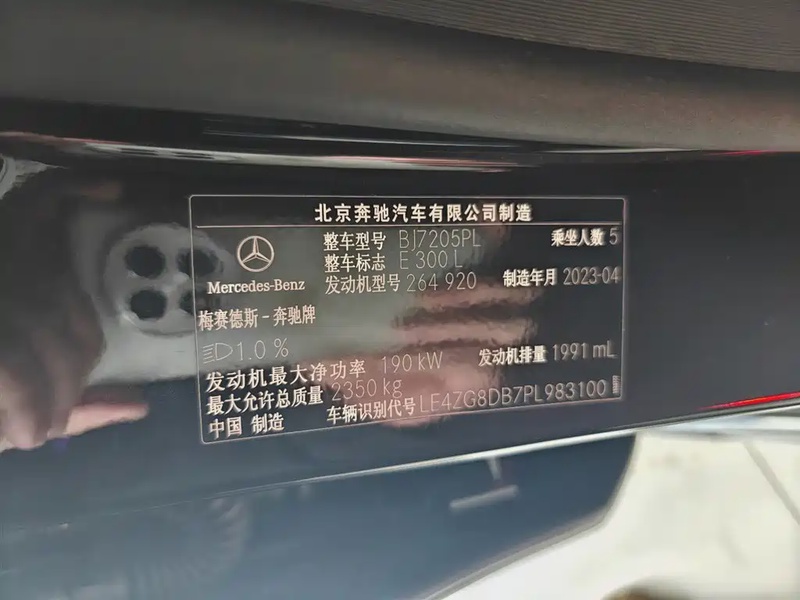 北京奔驰汽车有限公司制造
整车型号 BJ7205PL 乘坐人数 5
整车标志 E 300 L
发动机型号 264 920 制造年月 2023-04
Mercedes-Benz
梅赛德斯-奔驰牌
1.0 %
发动机最大净功率 190 kW 发动机排量 1991 mL
最大允许总质量 2350 kg
中国 制造 车辆识别代号 LE4ZG8DB7PL983100